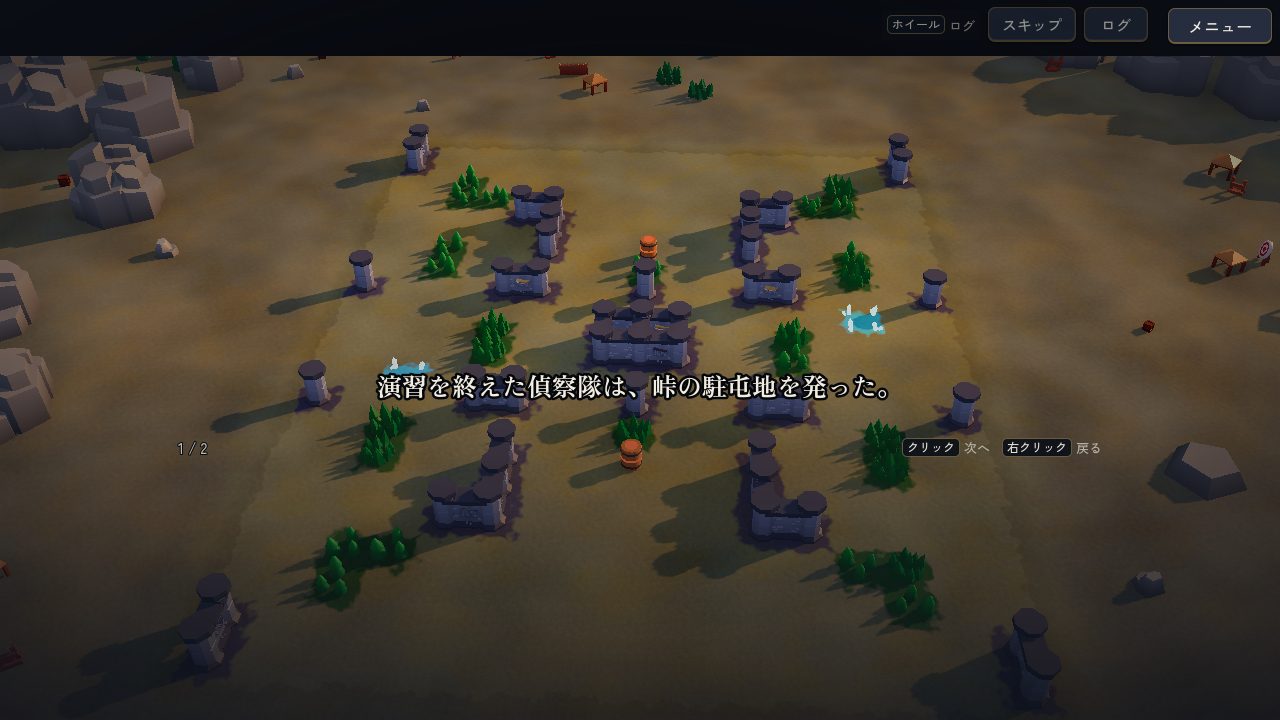 ホイール ログ スキップ ログ メニュー
演習を終えた偵察隊は、峠の駐屯地を発った。
1 / 2 クリック 次へ 右クリック 戻る